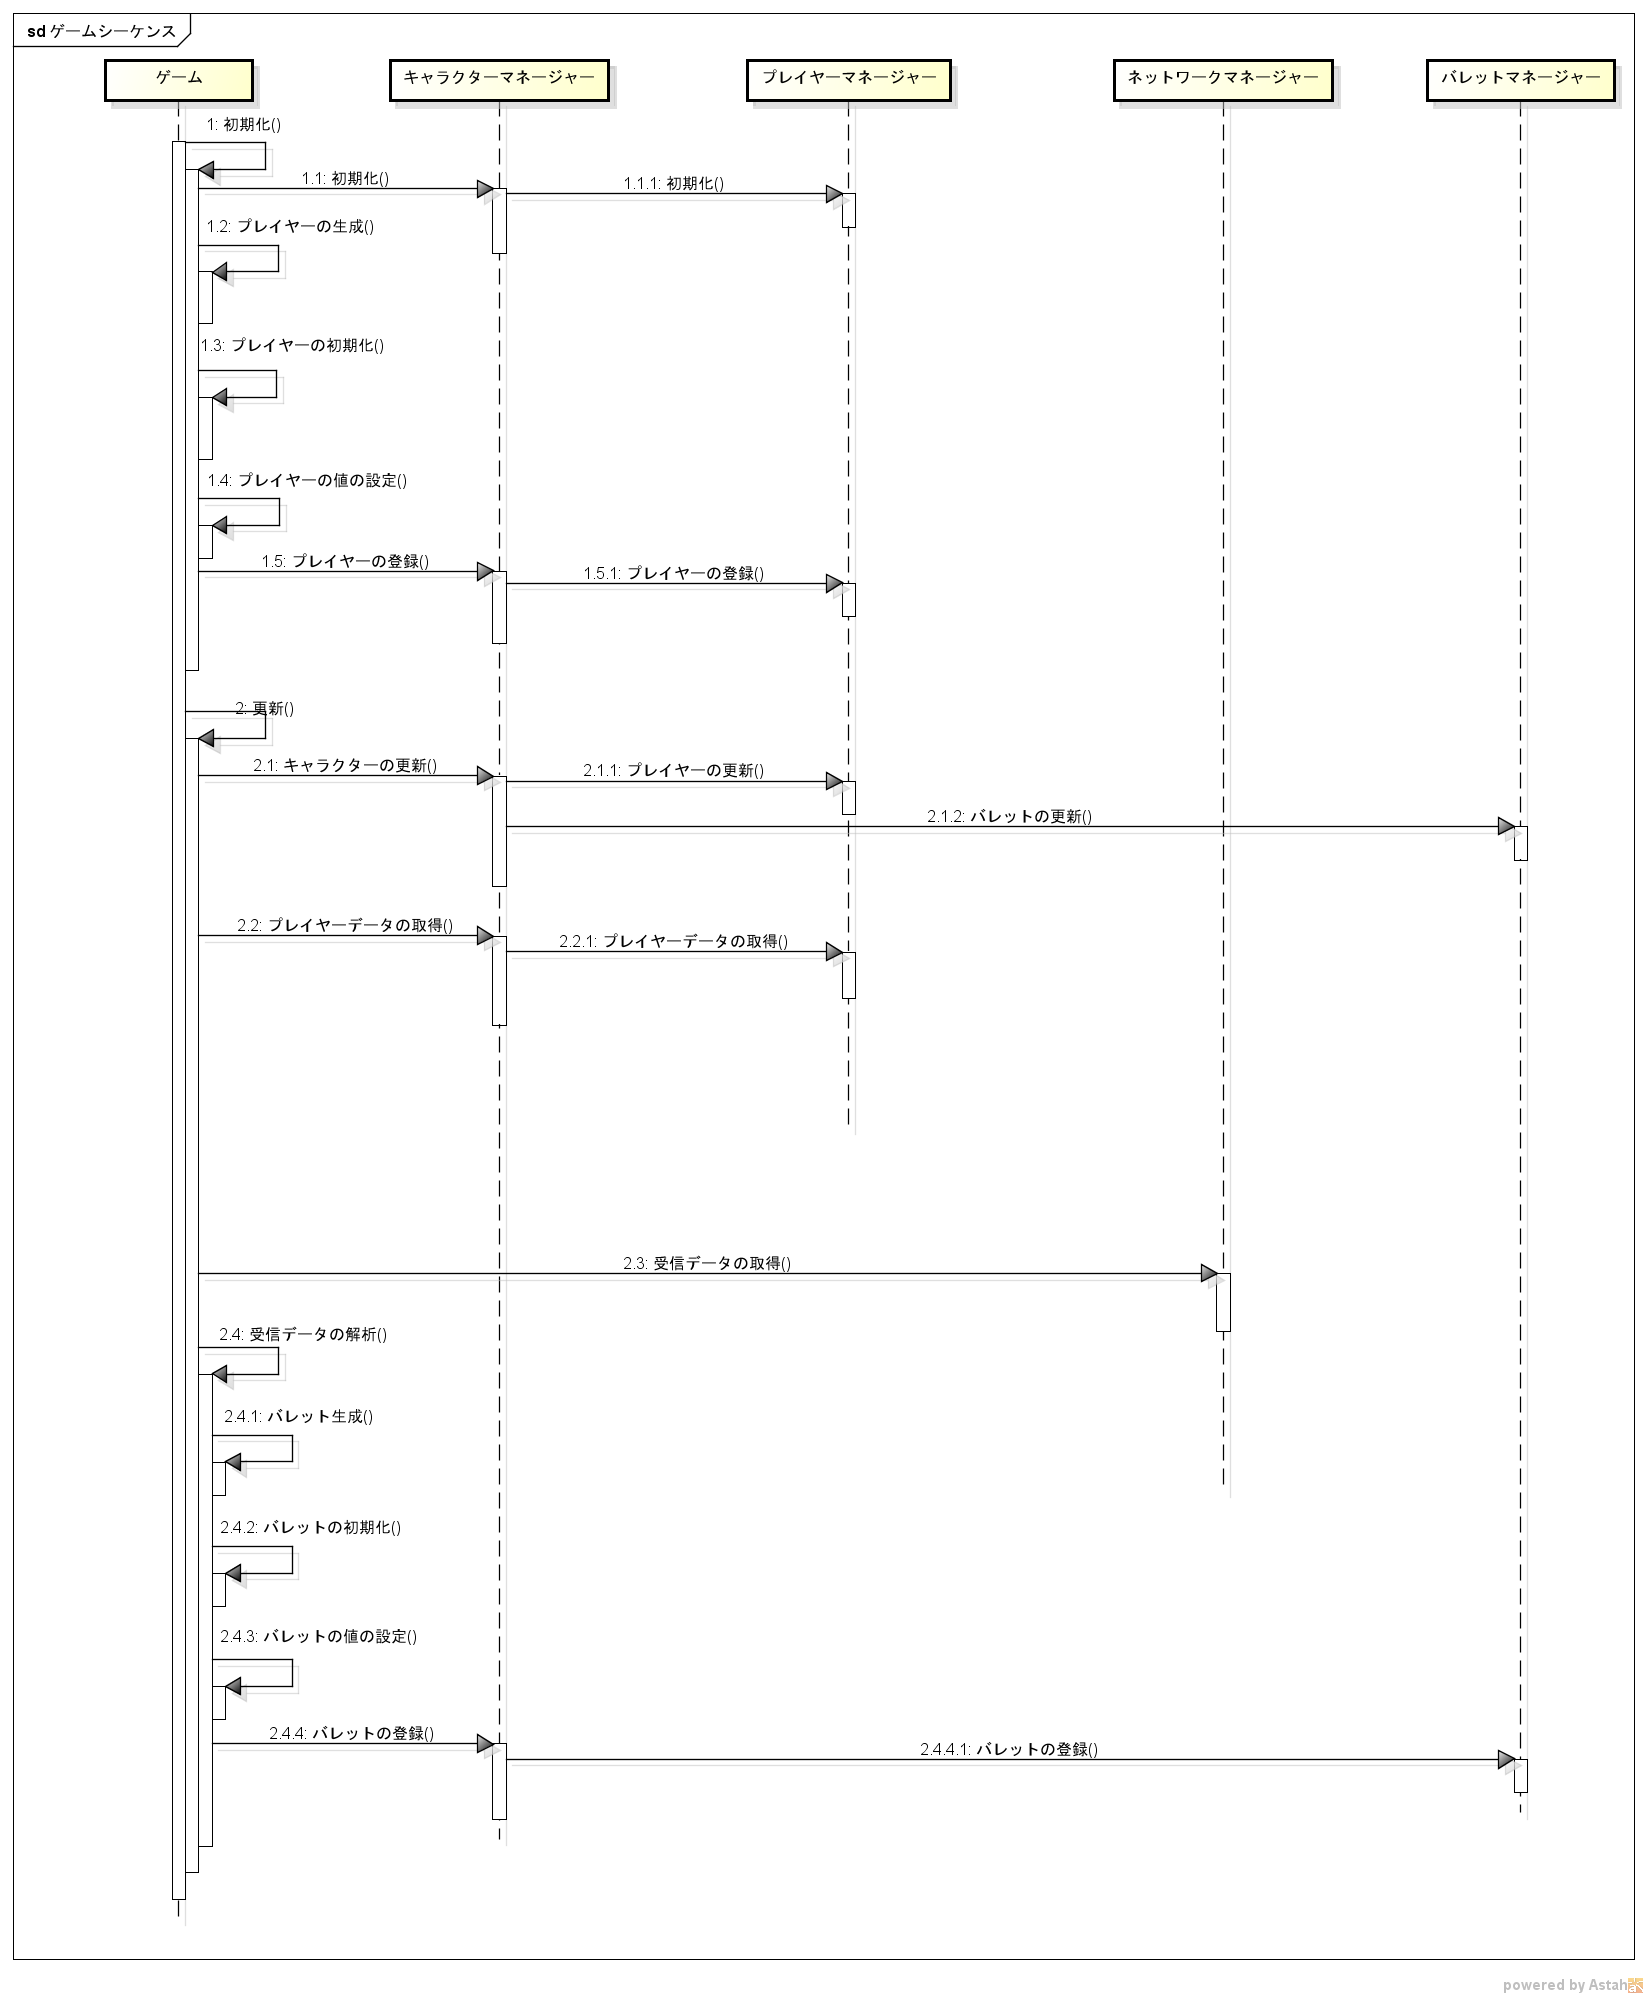 sd ゲームシーケンス
ゲーム
キャラクターマネージャー
プレイヤーマネージャー
ネットワークマネージャー
バレットマネージャー
1: 初期化()
1.1: 初期化()
1.1.1: 初期化()
1.2: プレイヤーの生成()
1.3: プレイヤーの初期化()
1.4: プレイヤーの値の設定()
1.5: プレイヤーの登録()
1.5.1: プレイヤーの登録()
2: 更新()
2.1: キャラクターの更新()
2.1.1: プレイヤーの更新()
2.1.2: バレットの更新()
2.2: プレイヤーデータの取得()
2.2.1: プレイヤーデータの取得()
2.3: 受信データの取得()
2.4: 受信データの解析()
2.4.1: バレット生成()
2.4.2: バレットの初期化()
2.4.3: バレットの値の設定()
2.4.4: バレットの登録()
2.4.4.1: バレットの登録()
powered by Astah